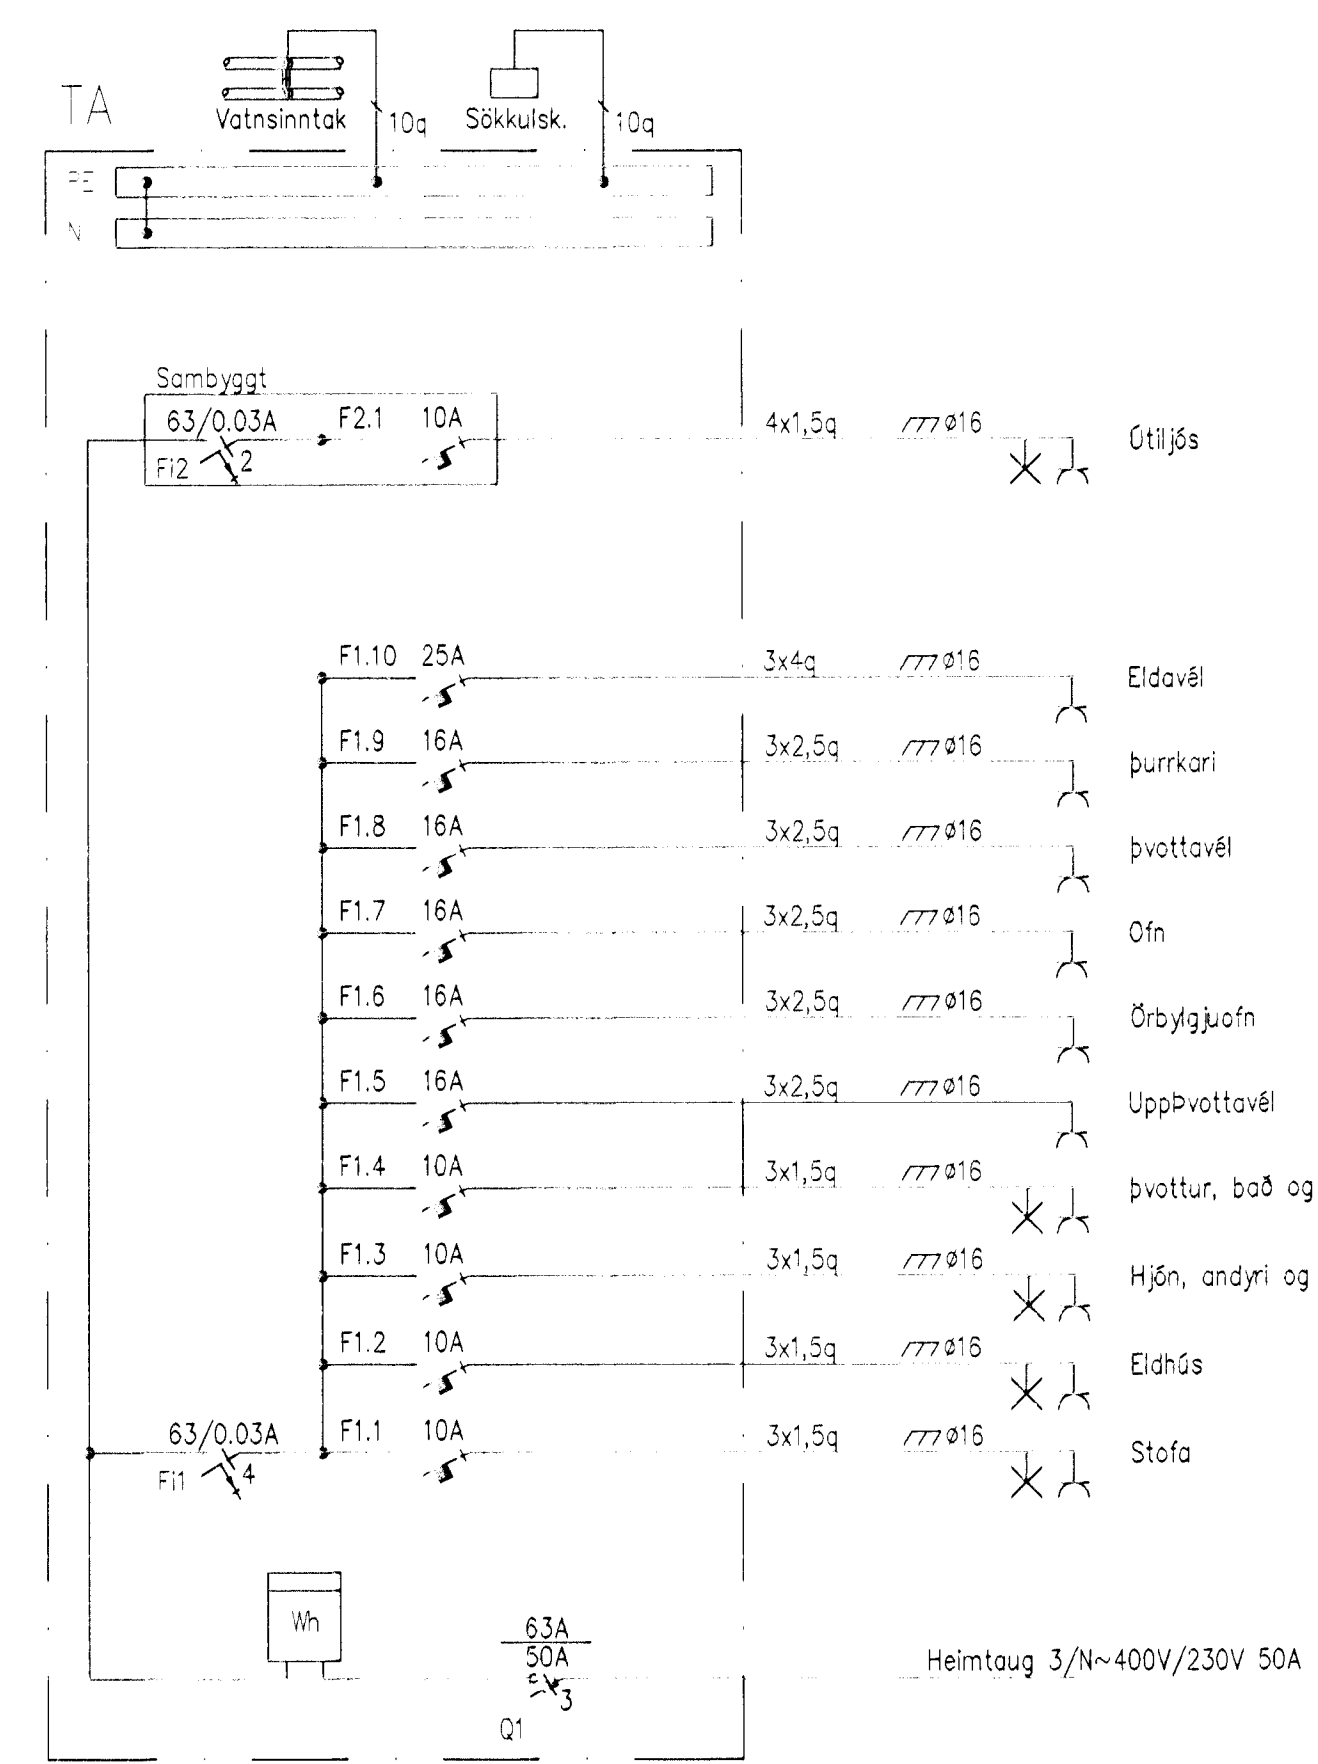 TA
Vatnsinntak 10q Sökkulsk. 10q
PE
N
Sambyggt
63/0.03A F2.1 10A 4x1,5q ø16 Útiljós
Fi2 2
F1.10 25A 3x4q ø16 Eldavél
F1.9 16A 3x2,5q ø16 þurrkari
F1.8 16A 3x2,5q ø16 þvottavél
F1.7 16A 3x2,5q ø16 Ofn
F1.6 16A 3x2,5q ø16 Örbylgjuofn
F1.5 16A 3x2,5q ø16 UppÞvottavél
F1.4 10A 3x1,5q ø16 þvottur, bað og
F1.3 10A 3x1,5q ø16 Hjón, andyri og
F1.2 10A 3x1,5q ø16 Eldhús
63/0.03A F1.1 10A 3x1,5q ø16 Stofa
Fi1 4
Wh
63A
50A
3
Heimtaug 3/N~400V/230V 50A
Q1